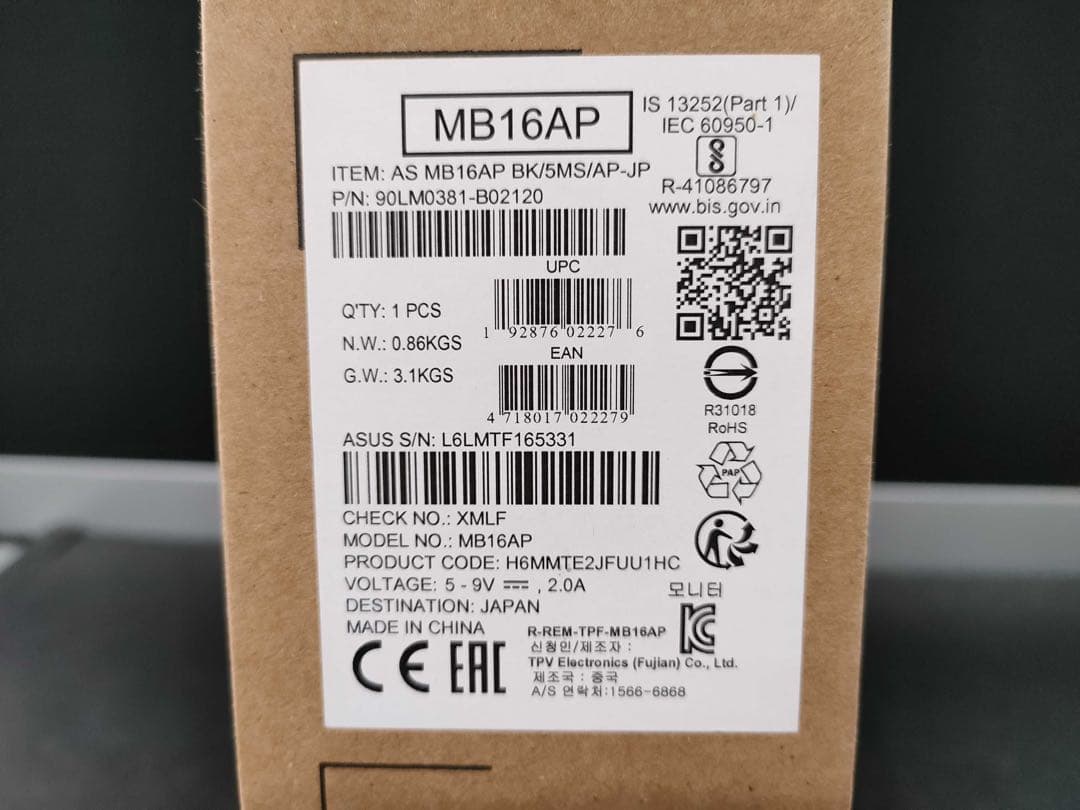 MB16AP
IS 13252(Part 1)/
IEC 60950-1
R-41086797
www.bis.gov.in
ITEM: AS MB16AP BK/5MS/AP-JP
P/N: 90LM0381-B02120
UPC
Q'TY: 1 PCS
1 92876 02227 6
N.W.: 0.86KGS
EAN
G.W.: 3.1KGS
4 718017 022279
R31018
RoHS
ASUS S/N: L6LMTF165331
PAP
CHECK NO.: XMLF
MODEL NO.: MB16AP
PRODUCT CODE: H6MMTE2JFUU1HC
VOLTAGE: 5 - 9V ⎓ , 2.0A
DESTINATION: JAPAN
MADE IN CHINA
CE EAC
모니터
R-REM-TPF-MB16AP
신청인/제조자 :
TPV Electronics (Fujian) Co., Ltd.
제조국 : 중국
A/S 연락처:1566-6868